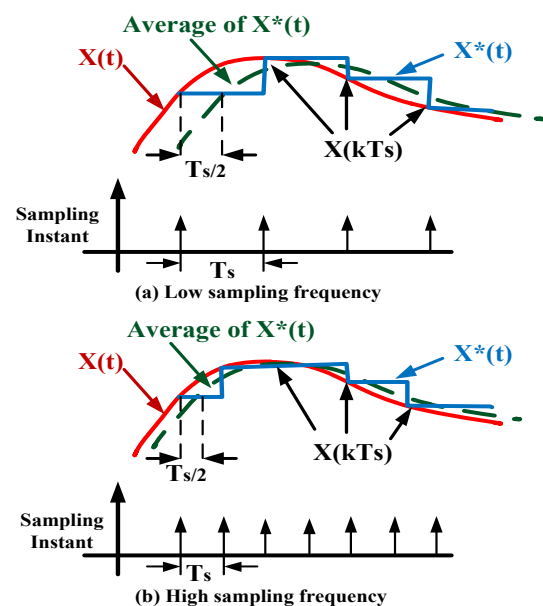 Average of X*(t)
X(t)
X*(t)
X(kTs)
Ts/2
Sampling
Instant
Ts
(a) Low sampling frequency
Average of X*(t)
X(t)
X*(t)
X(kTs)
Ts/2
Sampling
Instant
Ts
(b) High sampling frequency